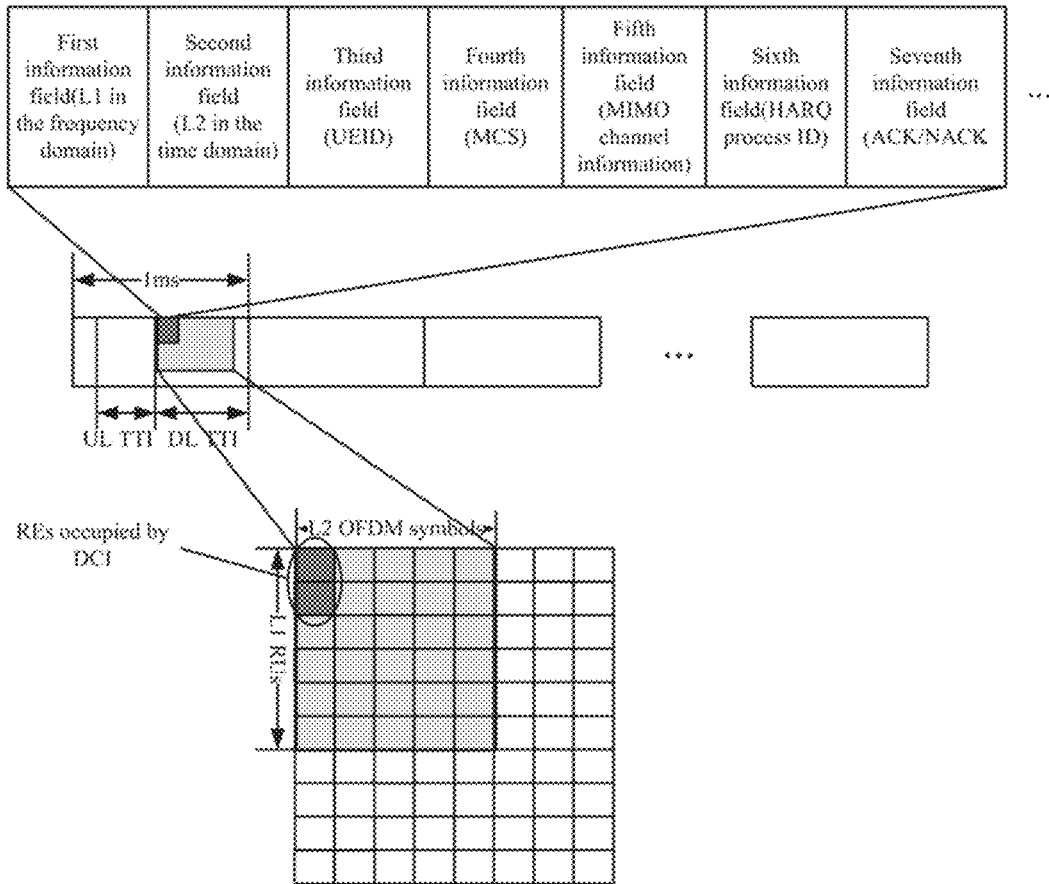 First
information
field(L1 in
the frequency
domain)
Second
information
field
(L2 in the
time domain)
Third
information
field
(UEID)
Fourth
information
field
(MCS)
Fifth
information
field
(MIMO
channel
information)
Sixth
information
field(HARQ
process ID)
Seventh
information
field
(ACK/NACK
...
1ms
...
UL TTI
DL TTI
REs occupied by
DCI
L2 OFDM symbols
L1 REs